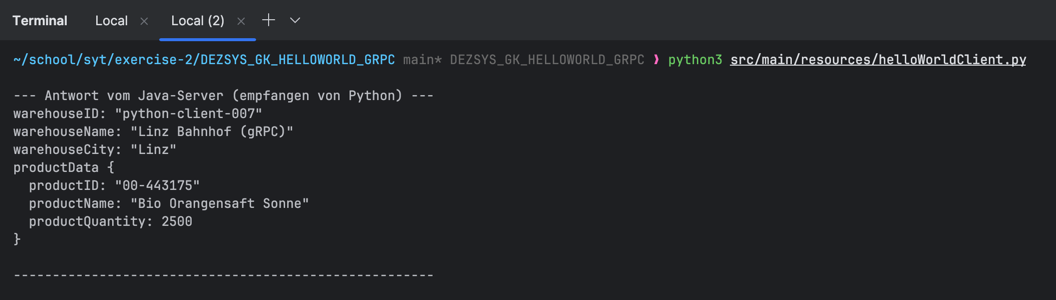 Terminal Local × Local (2) ×
~/school/syt/exercise-2/DEZSYS_GK_HELLOWORLD_GRPC main* DEZSYS_GK_HELLOWORLD_GRPC ❱ python3 src/main/resources/helloWorldClient.py
--- Antwort vom Java-Server (empfangen von Python) ---
warehouseID: "python-client-007"
warehouseName: "Linz Bahnhof (gRPC)"
warehouseCity: "Linz"
productData {
  productID: "00-443175"
  productName: "Bio Orangensaft Sonne"
  productQuantity: 2500
}
------------------------------------------------------